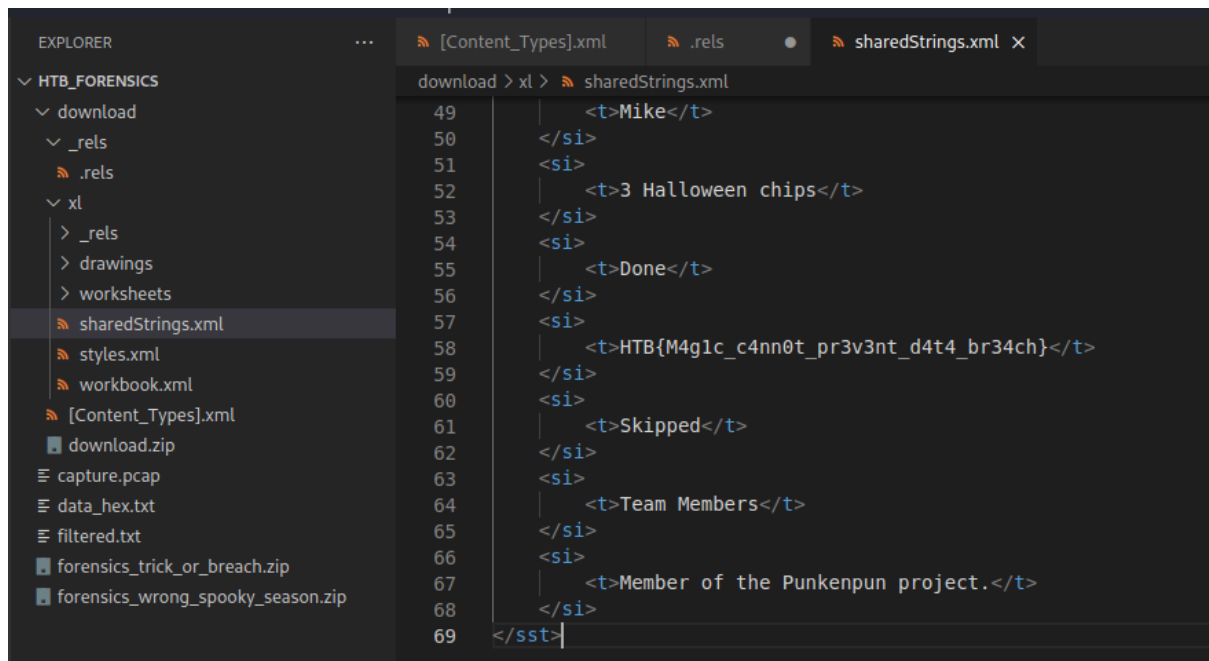 EXPLORER ...
HTB_FORENSICS
download
_rels
.rels
xl
_rels
drawings
worksheets
sharedStrings.xml
styles.xml
workbook.xml
[Content_Types].xml
download.zip
capture.pcap
data_hex.txt
filtered.txt
forensics_trick_or_breach.zip
forensics_wrong_spooky_season.zip
[Content_Types].xml .rels sharedStrings.xml
download > xl > sharedStrings.xml
49 <t>Mike</t>
50 </si>
51 <si>
52 <t>3 Halloween chips</t>
53 </si>
54 <si>
55 <t>Done</t>
56 </si>
57 <si>
58 <t>HTB{M4g1c_c4nn0t_pr3v3nt_d4t4_br34ch}</t>
59 </si>
60 <si>
61 <t>Skipped</t>
62 </si>
63 <si>
64 <t>Team Members</t>
65 </si>
66 <si>
67 <t>Member of the Punkenpun project.</t>
68 </si>
69 </sst>